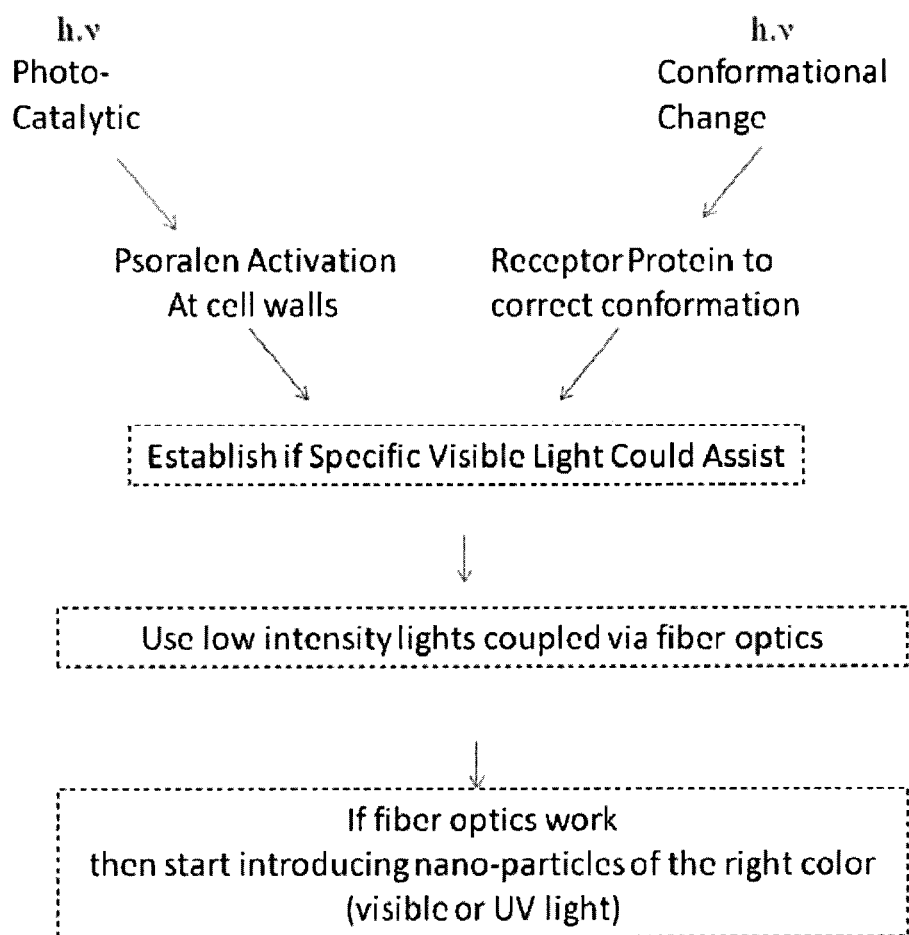 h.ν
Photo-
Catalytic
h.ν
Conformational
Change
Psoralen Activation
At cell walls
Receptor Protein to
correct conformation
Establish if Specific Visible Light Could Assist
Use low intensity lights coupled via fiber optics
If fiber optics work
then start introducing nano-particles of the right color
(visible or UV light)